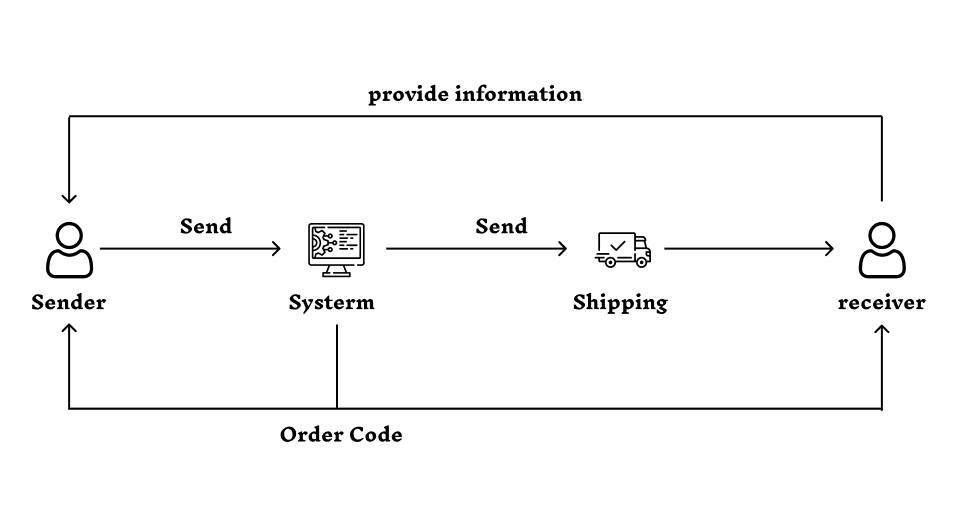 provide information
Send
Send
Sender
Systerm
Shipping
receiver
Order Code